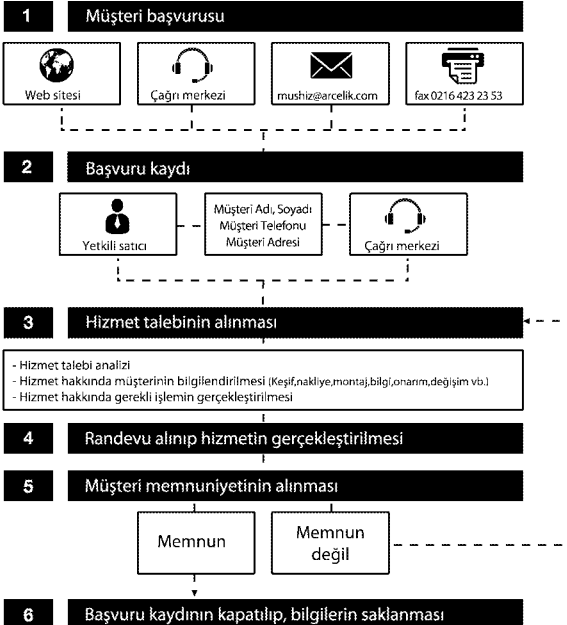 1 Müşteri başvurusu
Web sitesi
Çağrı merkezi
mushiz@arcelik.com
fax 0216 423 23 53
2 Başvuru kaydı
Yetkili satıcı
Müşteri Adı, Soyadı
Müşteri Telefonu
Müşteri Adresi
Çağrı merkezi
3 Hizmet talebinin alınması
- Hizmet talebi analizi
- Hizmet hakkında müşterinin bilgilendirilmesi (Keşif,nakliye,montaj,bilgi,onarım,değişim vb.)
- Hizmet hakkında gerekli işlemin gerçekleştirilmesi
4 Randevu alınıp hizmetin gerçekleştirilmesi
5 Müşteri memnuniyetinin alınması
Memnun
Memnun
değil
6 Başvuru kaydının kapatılıp, bilgilerin saklanması